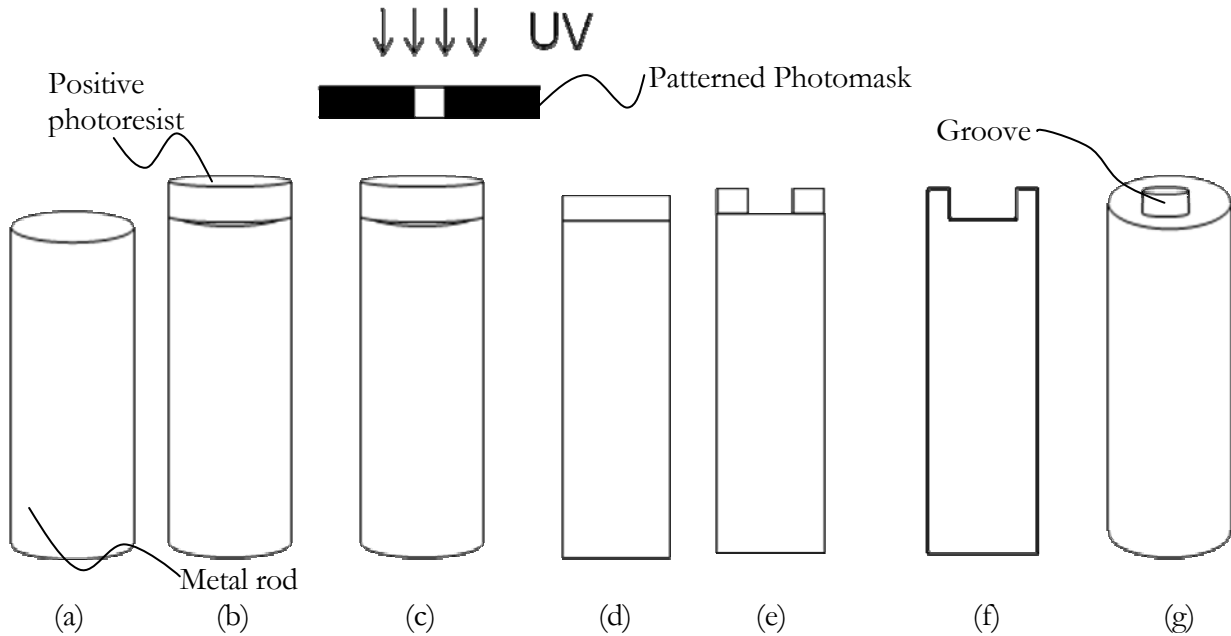 UV
Positive
photoresist
Patterned Photomask
Groove
Metal rod
(a) (b) (c) (d) (e) (f) (g)